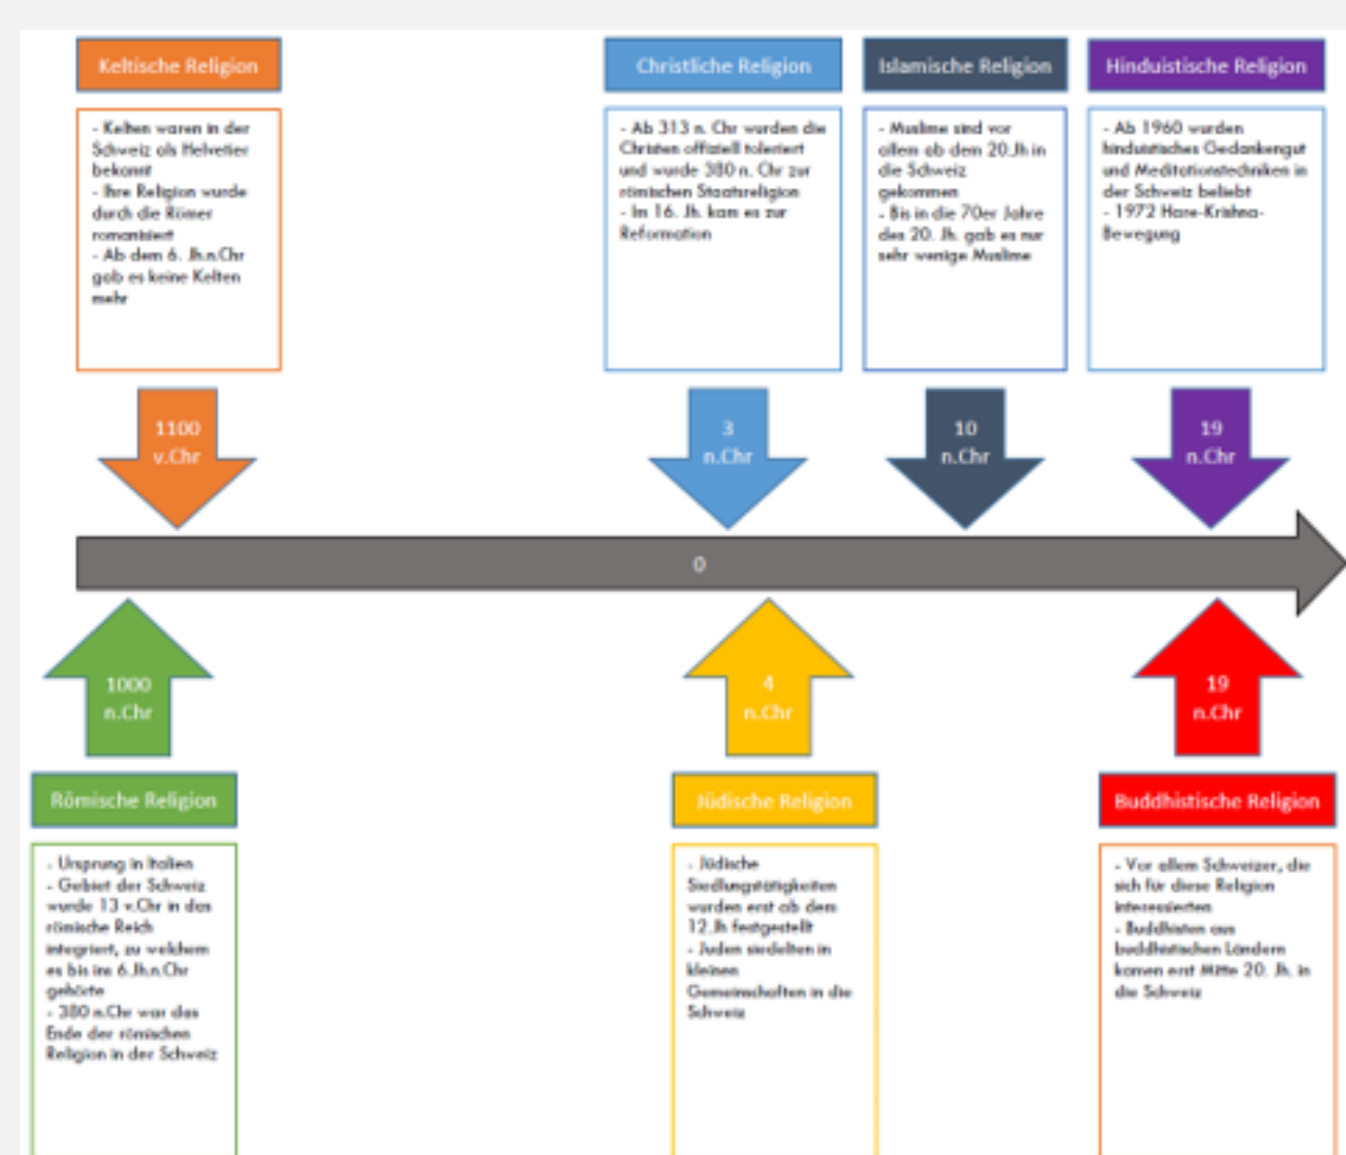 Keltische Religion
- Kelten waren in der
Schweiz als Helvetier
bekannt
- Ihre Religion wurde
durch die Römer
romanisiert
- Ab dem 6. Jh.n.Chr
gab es keine Kelten
mehr
1100
v.Chr
Christliche Religion
- Ab 313 n. Chr wurden die
Christen offiziell toleriert
und wurde 380 n. Chr zur
römischen Staatsreligion
- Im 16. Jh. kam es zur
Reformation
3
n.Chr
Islamische Religion
- Muslime sind vor
allem ab dem 20.Jh in
die Schweiz
gekommen
- Bis in die 70er Jahre
des 20. Jh. gab es nur
sehr wenige Muslime
10
n.Chr
Hinduistische Religion
- Ab 1960 wurden
hinduistisches Gedankengut
und Meditationstechniken in
der Schweiz beliebt
- 1972 Hare-Krishna-
Bewegung
19
n.Chr
0
1000
n.Chr
Römische Religion
- Ursprung in Italien
- Gebiet der Schweiz
wurde 13 v.Chr in das
römische Reich
integriert, zu welchem
es bis ins 6.Jh.n.Chr
gehörte
- 380 n.Chr war das
Ende der römischen
Religion in der Schweiz
4
n.Chr
Jüdische Religion
- Jüdische
Siedlungstätigkeiten
wurden erst ab dem
12.Jh festgestellt
- Juden siedelten in
kleinen
Gemeinschaften in die
Schweiz
19
n.Chr
Buddhistische Religion
- Vor allem Schweizer, die
sich für diese Religion
interessierten
- Buddhisten aus
buddhistischen Ländern
kamen erst Mitte 20. Jh. in
die Schweiz